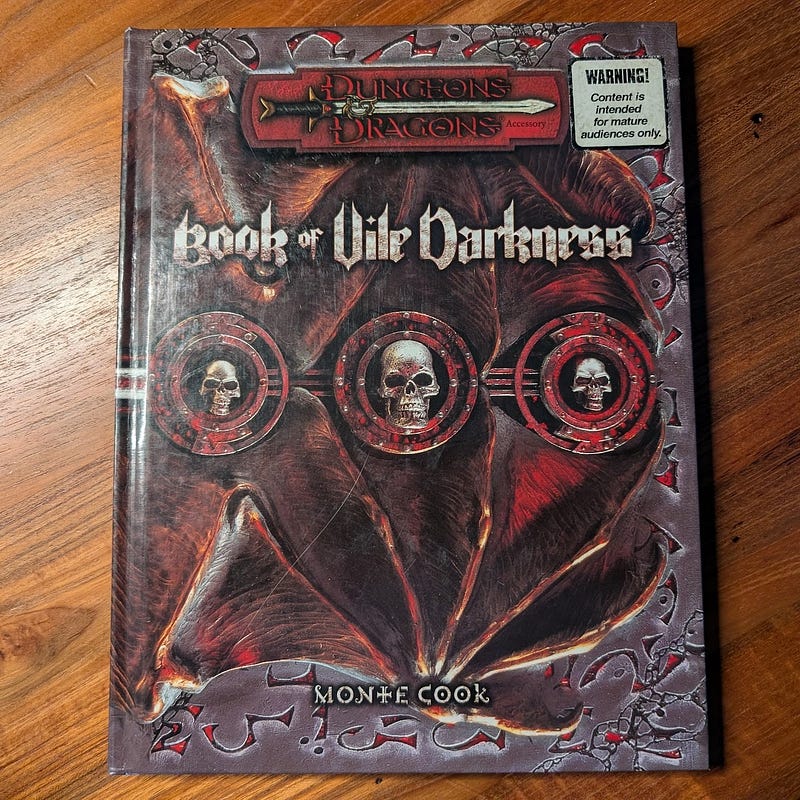 DUNGEONS
&
DRAGONS Accessory
WARNING!
Content is
intended
for mature
audiences only.
Book of Vile Darkness
MONTE COOK